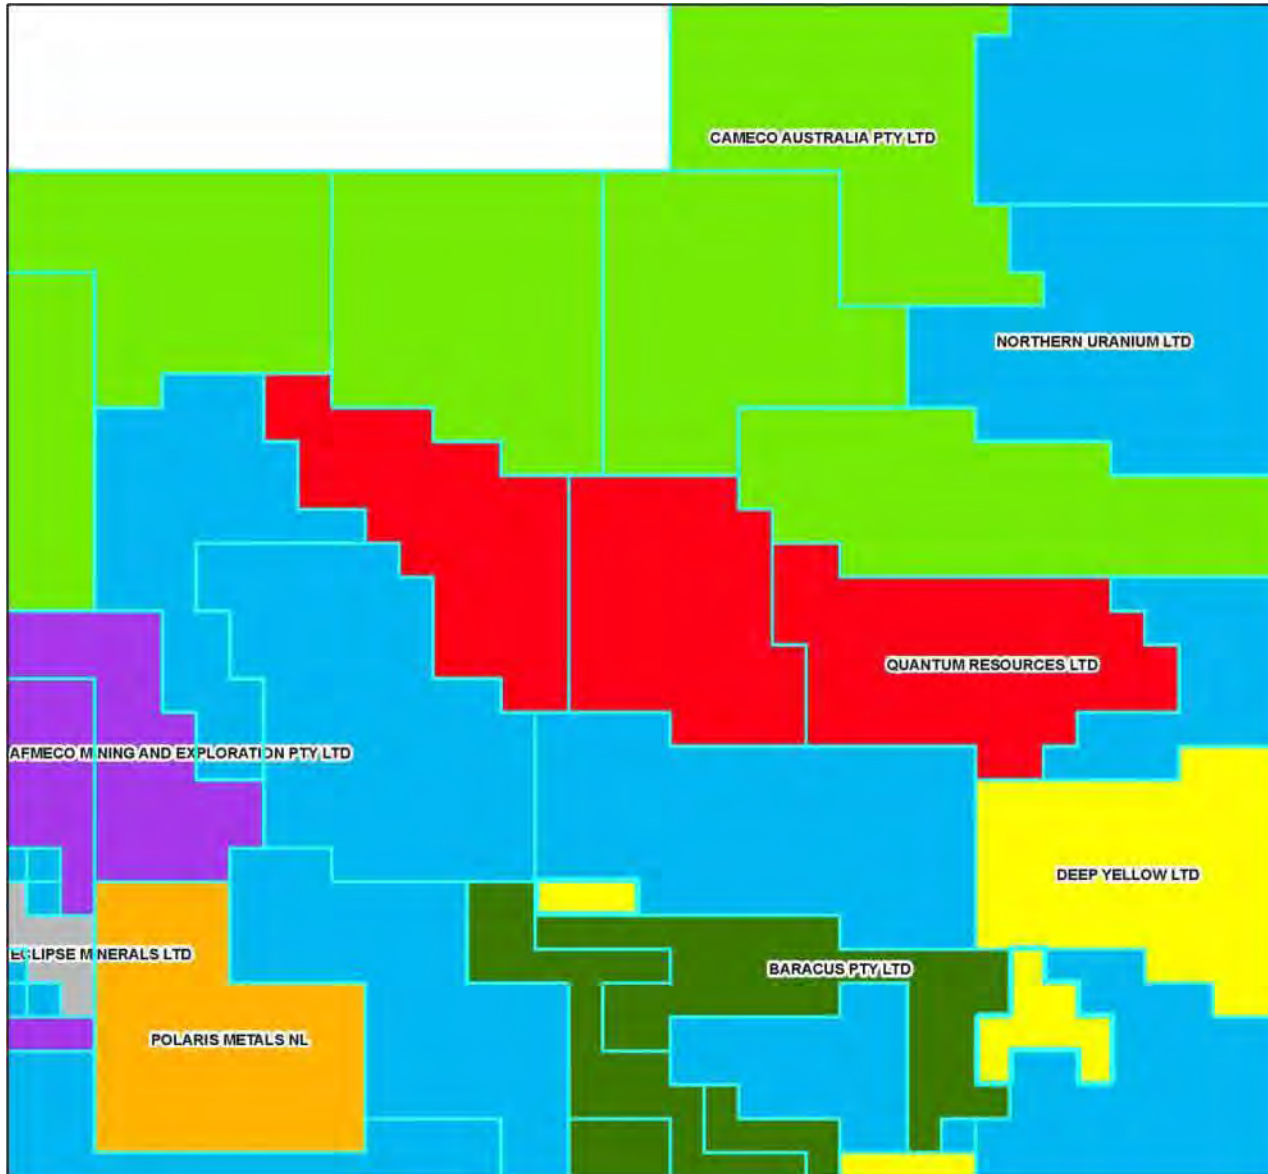 CAMECO AUSTRALIA PTY LTD
NORTHERN URANIUM LTD
QUANTUM RESOURCES LTD
AFMECO MINING AND EXPLORATION PTY LTD
DEEP YELLOW LTD
ECLIPSE MINERALS LTD
BARACUS PTY LTD
POLARIS METALS NL